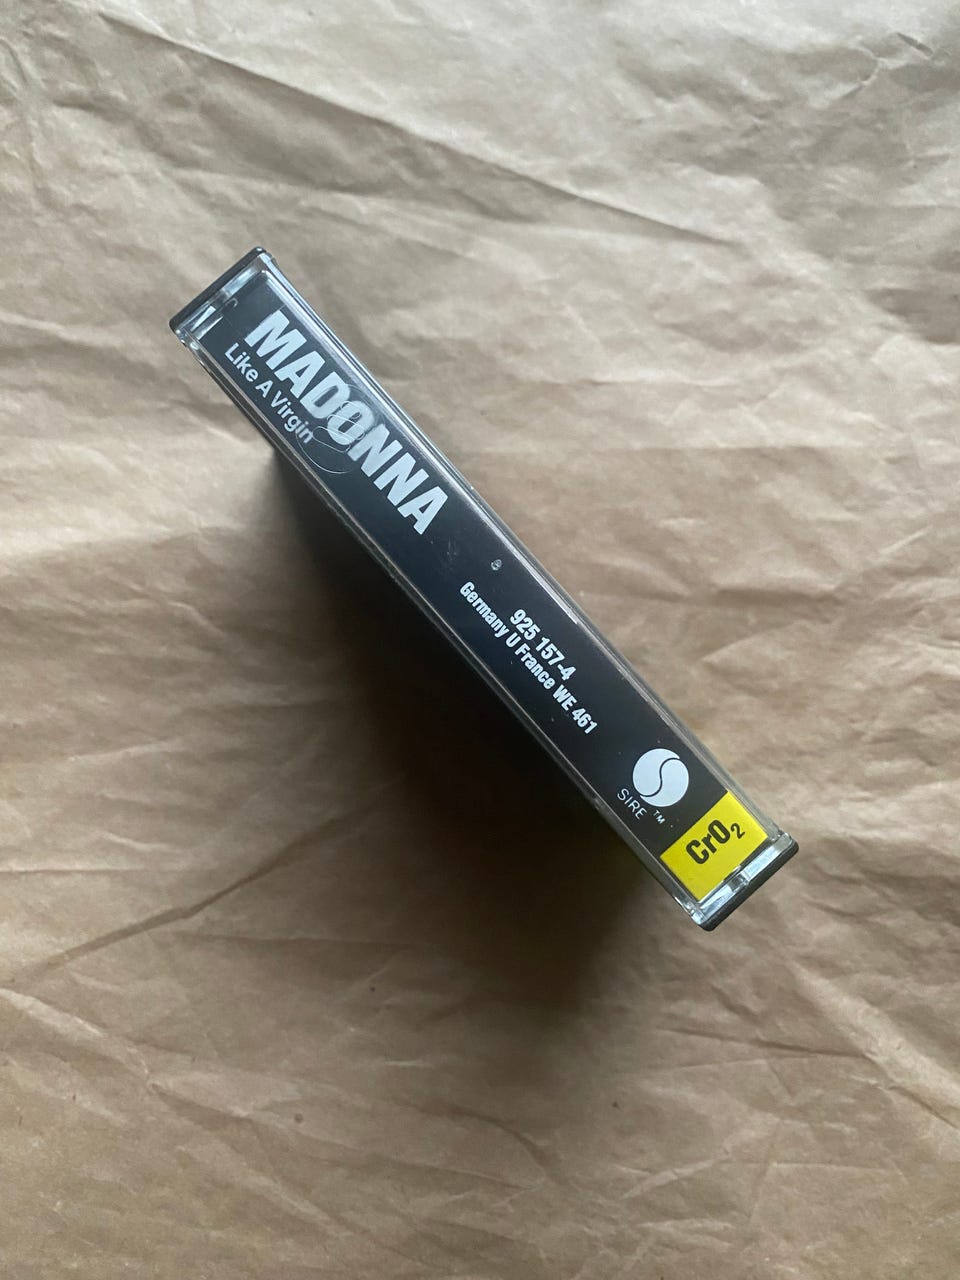 MADONNA
Like A Virgin
925 157-4
Germany U France WE 461
SIRE ™
CrO₂